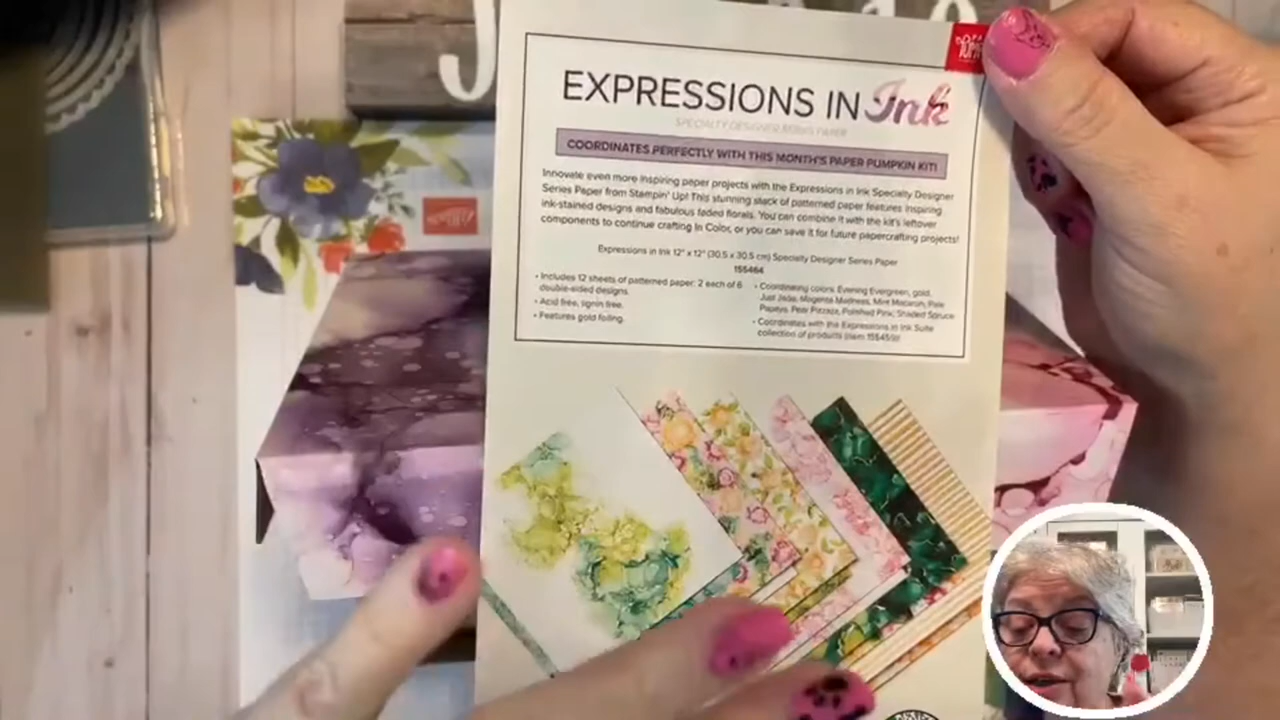 EXPRESSIONS IN Ink
SPECIALTY DESIGNER SERIES PAPER
COORDINATES PERFECTLY WITH THIS MONTH'S PAPER PUMPKIN KIT!
Innovate even more inspiring paper projects with the Expressions in Ink Specialty Designer
Series Paper from Stampin' Up! This stunning stack of patterned paper features inspiring
ink-stained designs and fabulous faded florals. You can combine it with the kit's leftover
components to continue crafting In Color, or you can save it for future papercrafting projects!
Expressions in Ink 12" x 12" (30.5 x 30.5 cm) Specialty Designer Series Paper
155464
• Includes 12 sheets of patterned paper: 2 each of 6
double-sided designs.
• Acid free, lignin free.
• Features gold foiling.
• Coordinating colors: Evening Evergreen, gold,
Just Jade, Magenta Madness, Mint Macaron, Pale
Papaya, Pear Pizzazz, Polished Pink, Shaded Spruce
• Coordinates with the Expressions in Ink Suite
collection of products (item